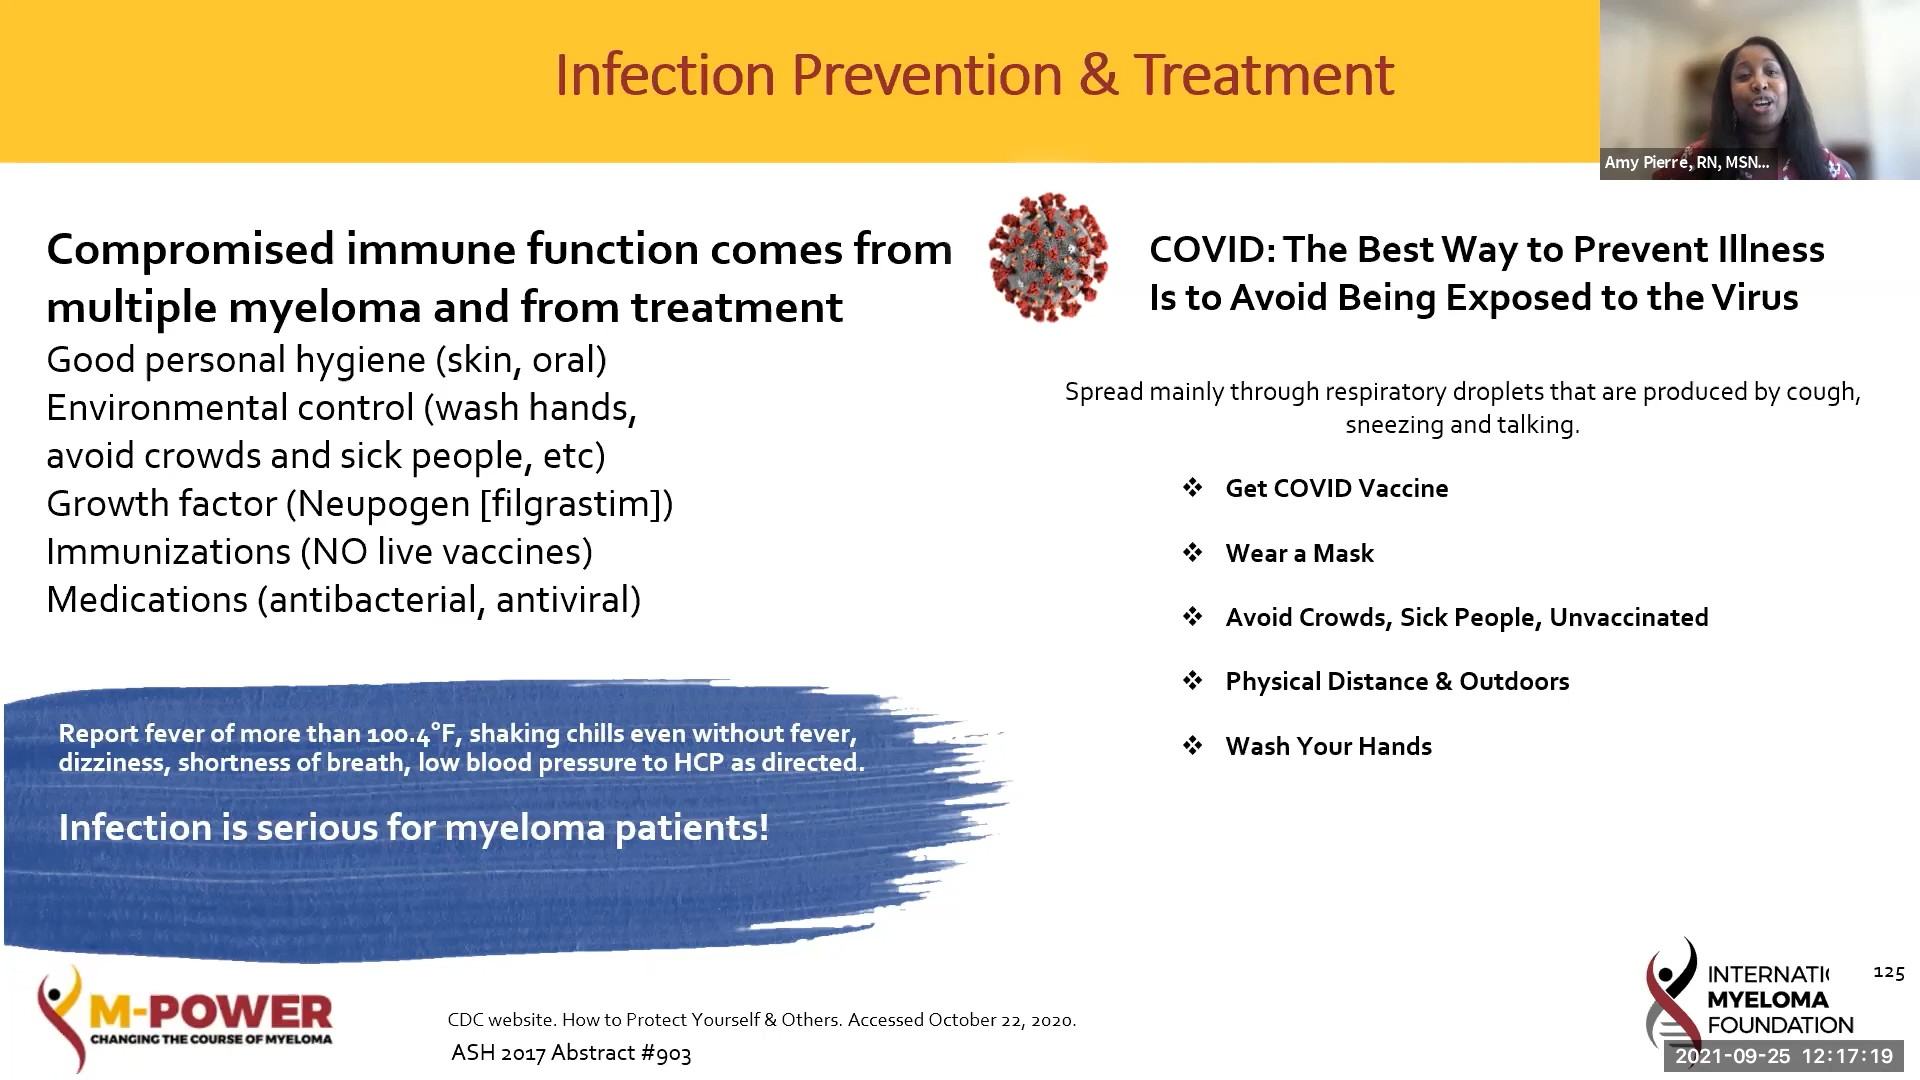 Infection Prevention & Treatment
Amy Pierre, RN, MSN...
Compromised immune function comes from
multiple myeloma and from treatment
Good personal hygiene (skin, oral)
Environmental control (wash hands,
avoid crowds and sick people, etc)
Growth factor (Neupogen [filgrastim])
Immunizations (NO live vaccines)
Medications (antibacterial, antiviral)
Report fever of more than 100.4°F, shaking chills even without fever,
dizziness, shortness of breath, low blood pressure to HCP as directed.
Infection is serious for myeloma patients!
COVID: The Best Way to Prevent Illness
Is to Avoid Being Exposed to the Virus
Spread mainly through respiratory droplets that are produced by cough,
sneezing and talking.
❖ Get COVID Vaccine
❖ Wear a Mask
❖ Avoid Crowds, Sick People, Unvaccinated
❖ Physical Distance & Outdoors
❖ Wash Your Hands
M-POWER
CHANGING THE COURSE OF MYELOMA
CDC website. How to Protect Yourself & Others. Accessed October 22, 2020.
ASH 2017 Abstract #903
INTERNATI
MYELOMA
FOUNDATION
125
2021-09-25 12:17:19